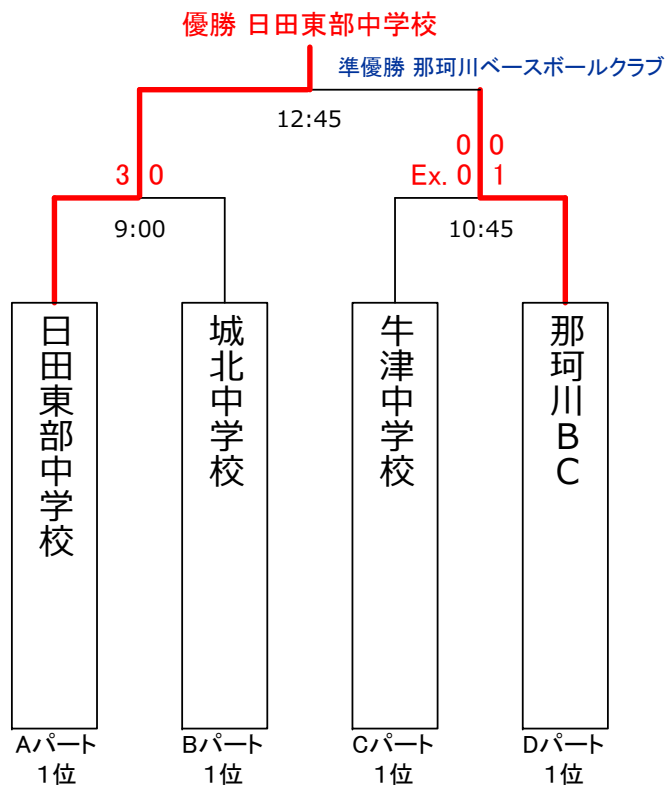 優勝 日田東部中学校
準優勝 那珂川ベースボールクラブ
12:45
0 0
3 0
Ex. 0 1
9:00
10:45
日田東部中学校
城北中学校
牛津中学校
那珂川BC
Aパート
1位
Bパート
1位
Cパート
1位
Dパート
1位